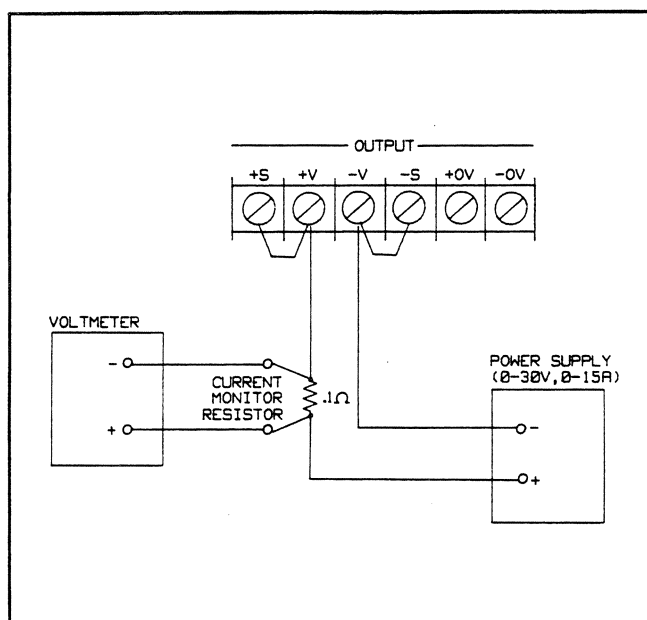 OUTPUT
+S +V -V -S +OV -OV
VOLTMETER
-
+
CURRENT
MONITOR
RESISTOR
.1Ω
POWER SUPPLY
(0-30V,0-15A)
-
+